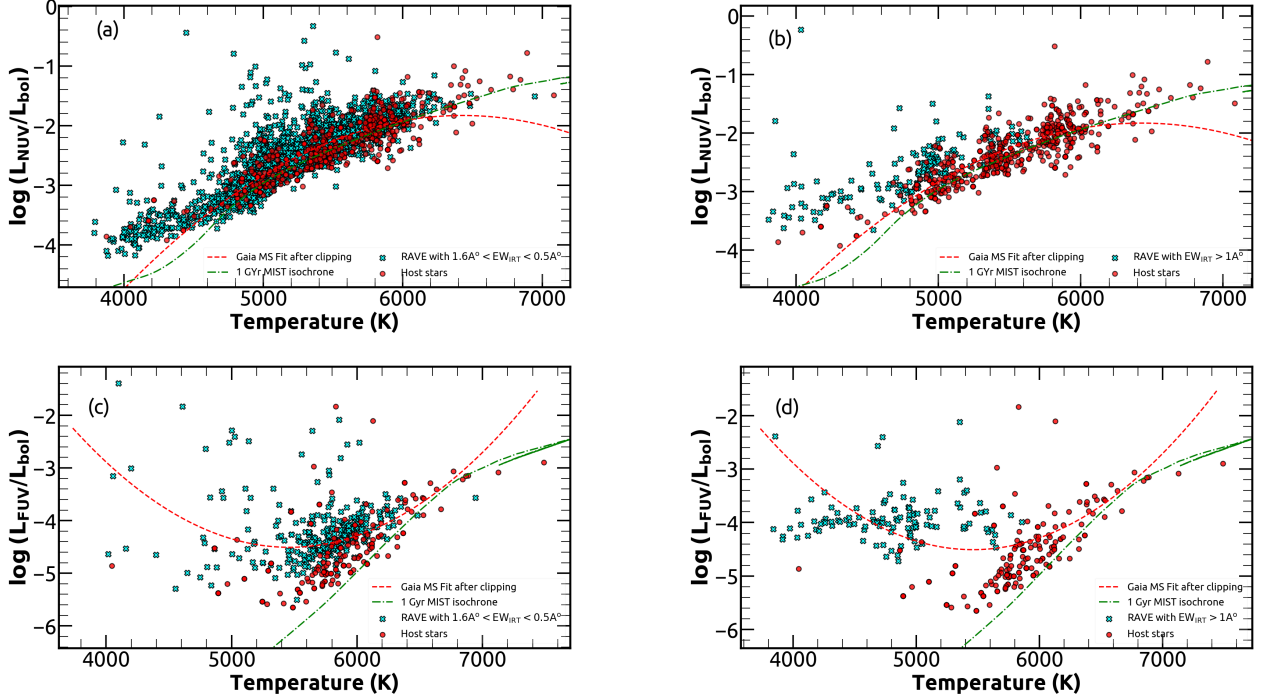 (a)
0
−1
−2
−3
−4
log (L_NUV/L_bol)
4000 5000 6000 7000
Temperature (K)
Gaia MS Fit after clipping
1 GYr MIST isochrone
RAVE with 1.6A° < EW_IRT < 0.5A°
Host stars
(b)
0
−1
−2
−3
−4
log (L_NUV/L_bol)
4000 5000 6000 7000
Temperature (K)
Gaia MS Fit after clipping
1 GYr MIST isochrone
RAVE with EW_IRT > 1A°
Host stars
(c)
−2
−3
−4
−5
−6
log (L_FUV/L_bol)
4000 5000 6000 7000
Temperature (K)
Gaia MS Fit after clipping
1 Gyr MIST isochrone
RAVE with 1.6A° < EW_IRT < 0.5A°
Host stars
(d)
−2
−3
−4
−5
−6
log (L_FUV/L_bol)
4000 5000 6000 7000
Temperature (K)
Gaia MS Fit after clipping
1 Gyr MIST isochrone
RAVE with EW_IRT > 1A°
Host stars